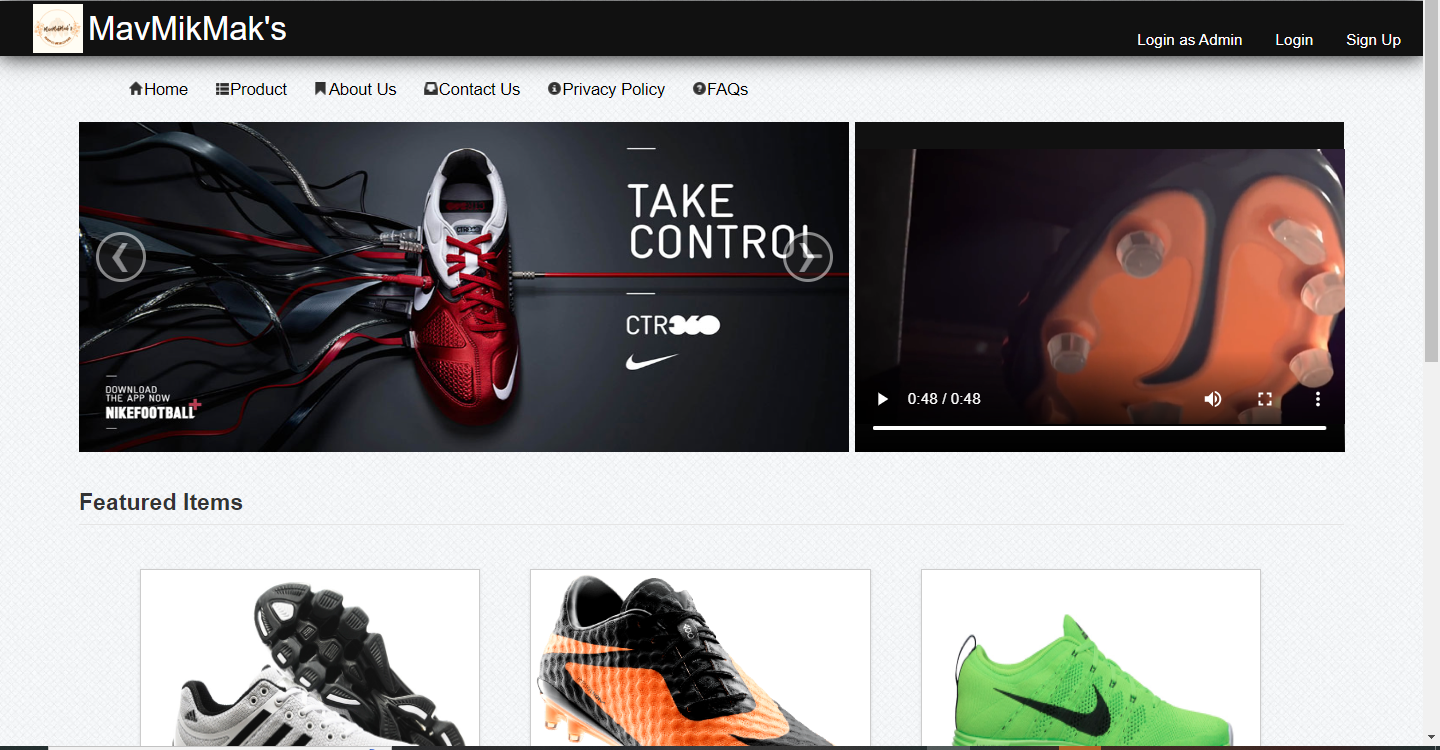 MavMikMak's
Login as Admin
Login
Sign Up
Home
Product
About Us
Contact Us
Privacy Policy
FAQs
TAKE
CONTROL
CTR360
DOWNLOAD
THE APP NOW
NIKEFOOTBALL+
0:48 / 0:48
Featured Items